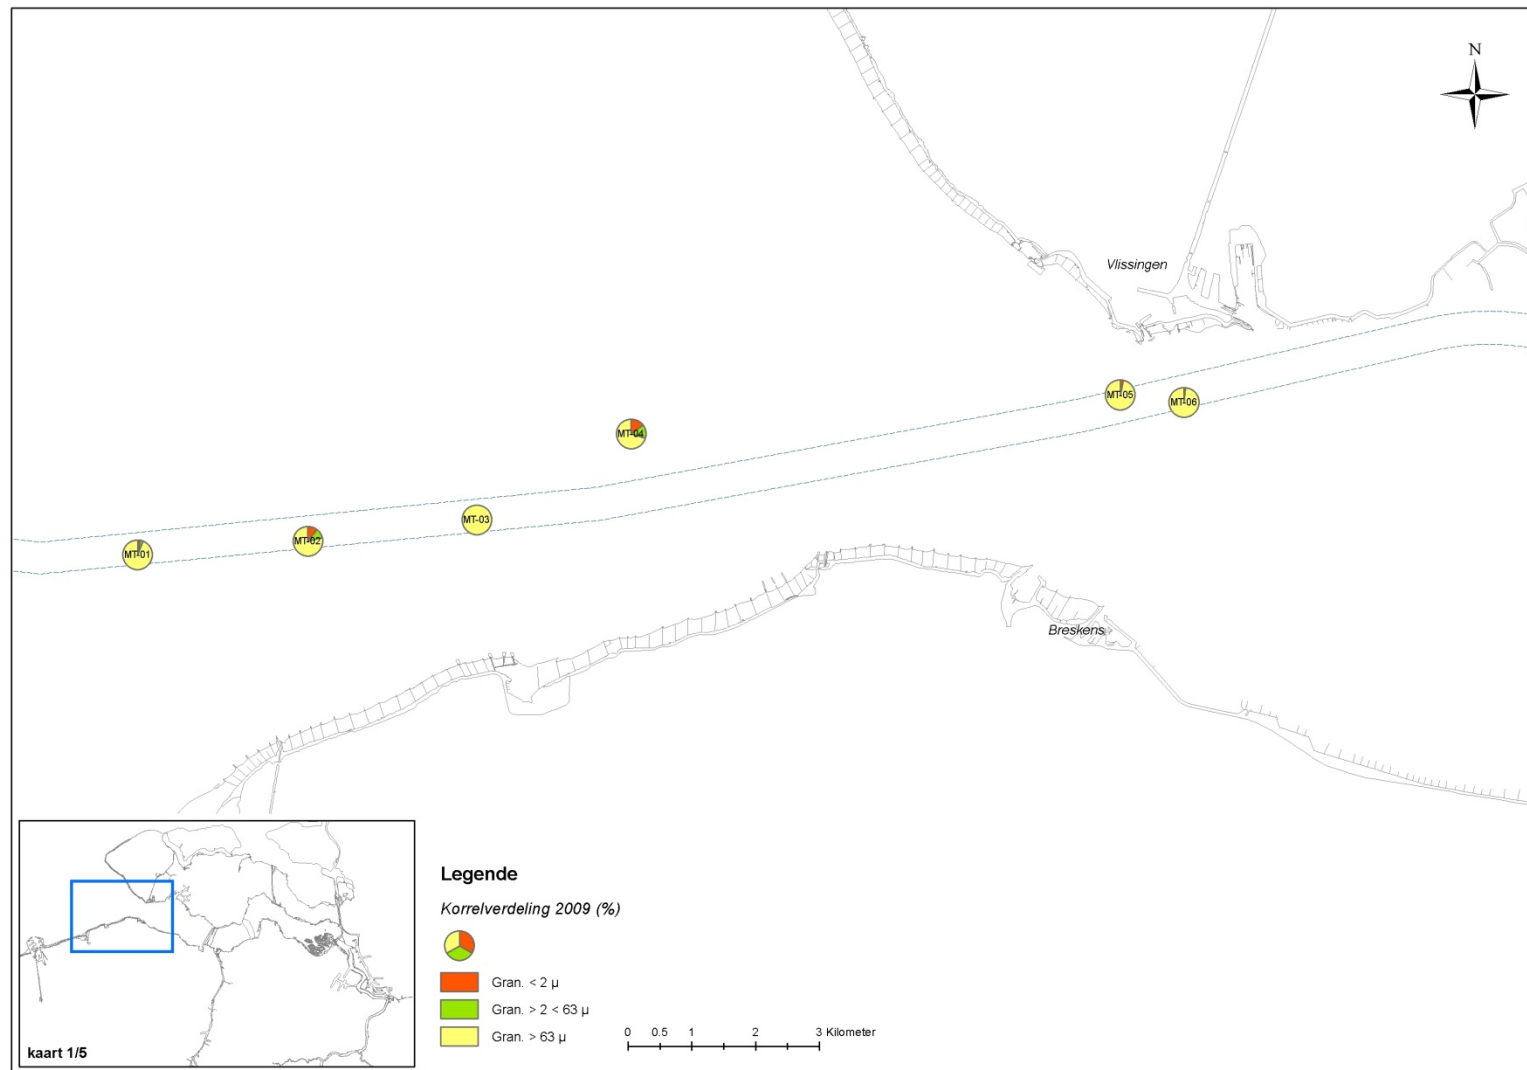 N
Vlissingen
MT-05
MT-06
MT-04
MT-03
MT-02
MT-01
Breskens
Legende
Korrelverdeling 2009 (%)
Gran. < 2 µ
Gran. > 2 < 63 µ
Gran. > 63 µ
0 0.5 1 2 3 Kilometer
kaart 1/5